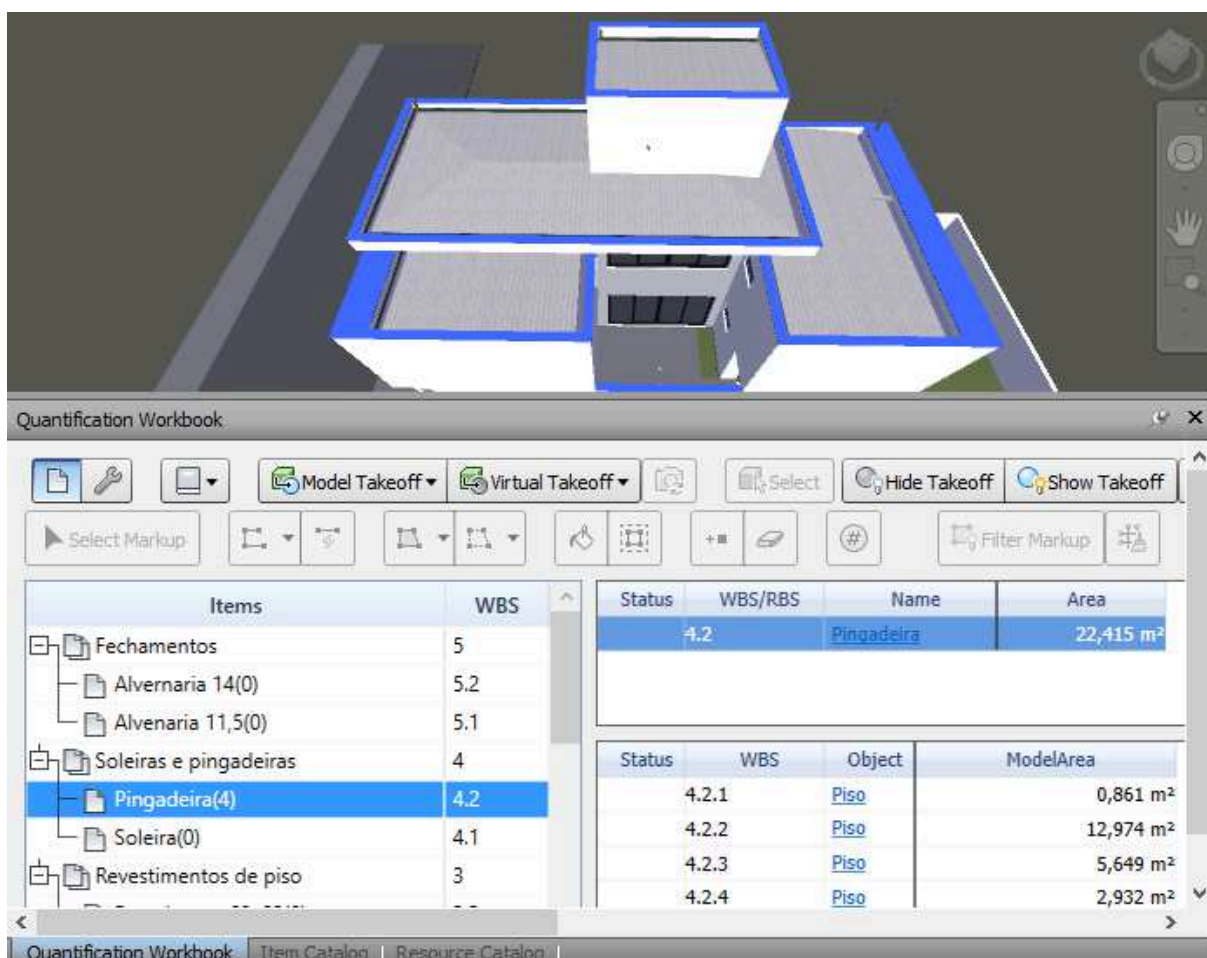 Quantification Workbook
Model Takeoff Virtual Takeoff Select Hide Takeoff Show Takeoff
Select Markup # Filter Markup
Items WBS
Fechamentos 5
Alvernaria 14(0) 5.2
Alvenaria 11,5(0) 5.1
Soleiras e pingadeiras 4
Pingadeira(4) 4.2
Soleira(0) 4.1
Revestimentos de piso 3
Status WBS/RBS Name Area
4.2 Pingadeira 22,415 m²
Status WBS Object ModelArea
4.2.1 Piso 0,861 m²
4.2.2 Piso 12,974 m²
4.2.3 Piso 5,649 m²
4.2.4 Piso 2,932 m²
Quantification Workbook Item Catalog Resource Catalog